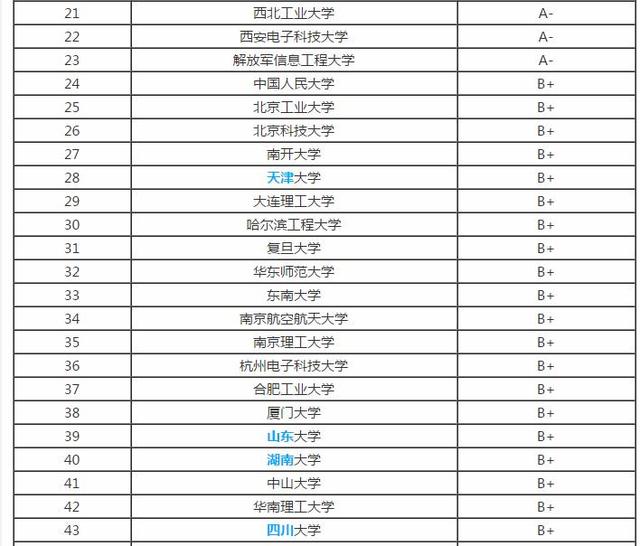 21 西北工业大学 A-
22 西安电子科技大学 A-
23 解放军信息工程大学 A-
24 中国人民大学 B+
25 北京工业大学 B+
26 北京科技大学 B+
27 南开大学 B+
28 天津大学 B+
29 大连理工大学 B+
30 哈尔滨工程大学 B+
31 复旦大学 B+
32 华东师范大学 B+
33 东南大学 B+
34 南京航空航天大学 B+
35 南京理工大学 B+
36 杭州电子科技大学 B+
37 合肥工业大学 B+
38 厦门大学 B+
39 山东大学 B+
40 湖南大学 B+
41 中山大学 B+
42 华南理工大学 B+
43 四川大学 B+